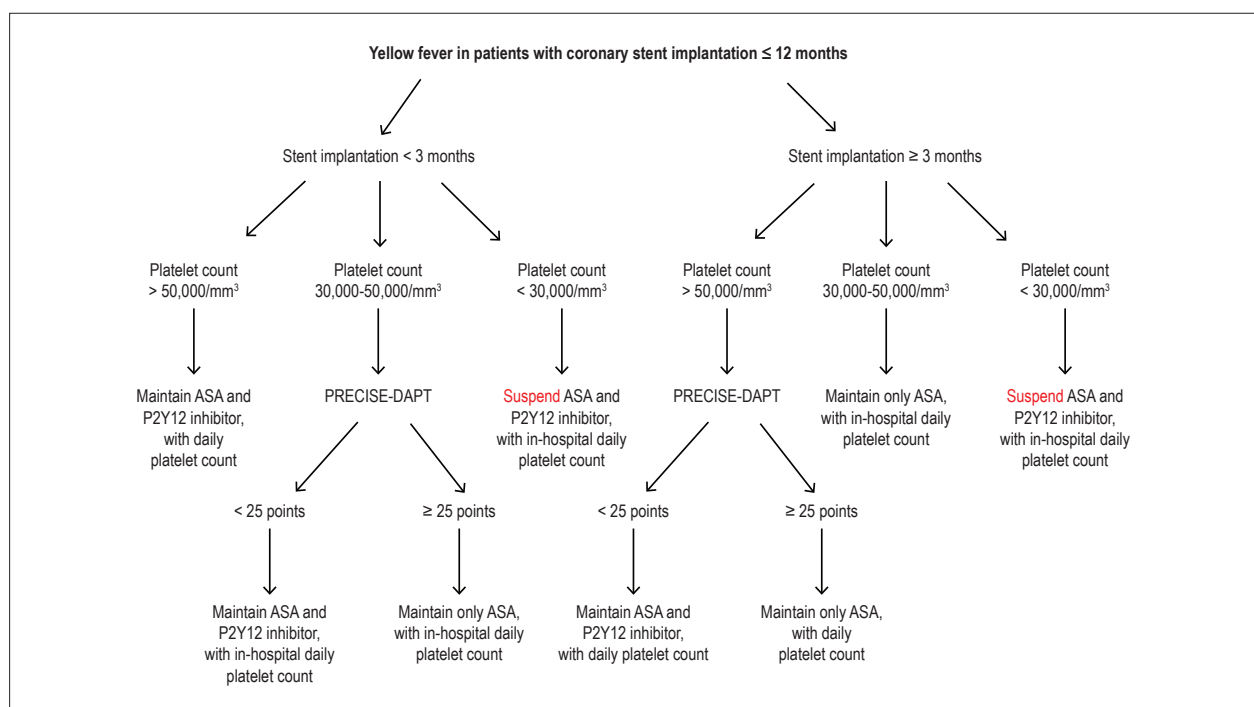 Yellow fever in patients with coronary stent implantation ≤ 12 months
Stent implantation < 3 months
Stent implantation ≥ 3 months
Platelet count
> 50,000/mm³
Platelet count
30,000-50,000/mm³
Platelet count
< 30,000/mm³
Platelet count
> 50,000/mm³
Platelet count
30,000-50,000/mm³
Platelet count
< 30,000/mm³
Maintain ASA and
P2Y12 inhibitor,
with daily
platelet count
PRECISE-DAPT
Suspend ASA and
P2Y12 inhibitor,
with in-hospital daily
platelet count
PRECISE-DAPT
Maintain only ASA,
with in-hospital daily
platelet count
Suspend ASA and
P2Y12 inhibitor,
with in-hospital daily
platelet count
< 25 points
≥ 25 points
< 25 points
≥ 25 points
Maintain ASA and
P2Y12 inhibitor,
with in-hospital daily
platelet count
Maintain only ASA,
with in-hospital daily
platelet count
Maintain ASA and
P2Y12 inhibitor,
with daily platelet count
Maintain only ASA,
with daily
platelet count